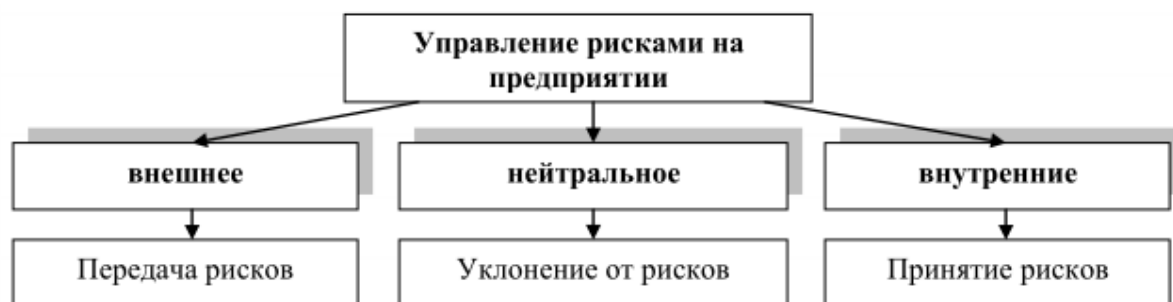 Управление рисками на
предприятии
внешнее
нейтральное
внутренние
Передача рисков
Уклонение от рисков
Принятие рисков